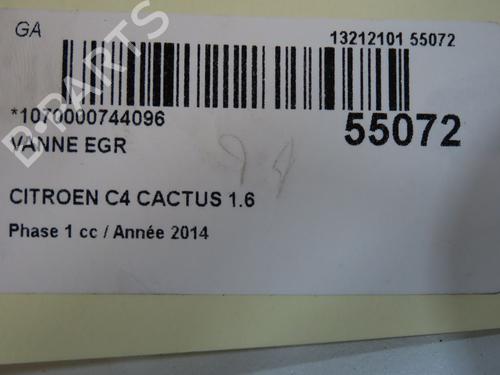 GA
13212101 55072
*1070000744096
55072
VANNE EGR
CITROEN C4 CACTUS 1.6
Phase 1 cc / Année 2014
B-PARTS